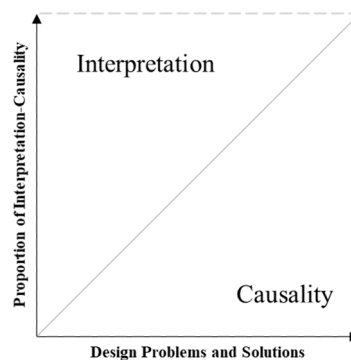 Interpretation
Proportion of Interpretation-Causality
Causality
Design Problems and Solutions